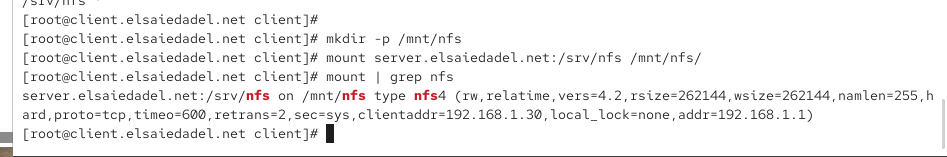 /srv/nfs *
[root@client.elsaiedadel.net client]#
[root@client.elsaiedadel.net client]# mkdir -p /mnt/nfs
[root@client.elsaiedadel.net client]# mount server.elsaiedadel.net:/srv/nfs /mnt/nfs/
[root@client.elsaiedadel.net client]# mount | grep nfs
server.elsaiedadel.net:/srv/nfs on /mnt/nfs type nfs4 (rw,relatime,vers=4.2,rsize=262144,wsize=262144,namlen=255,h
ard,proto=tcp,timeo=600,retrans=2,sec=sys,clientaddr=192.168.1.30,local_lock=none,addr=192.168.1.1)
[root@client.elsaiedadel.net client]#